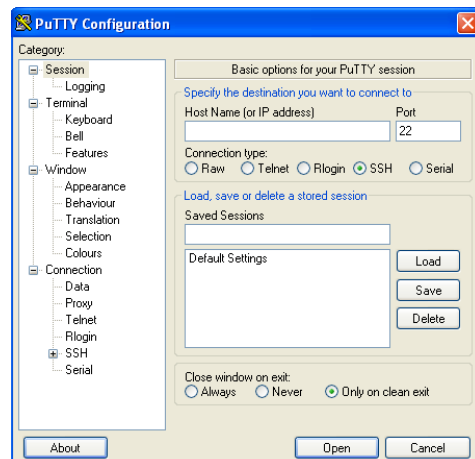 PuTTY Configuration
Category:
Session
Logging
Terminal
Keyboard
Bell
Features
Window
Appearance
Behaviour
Translation
Selection
Colours
Connection
Data
Proxy
Telnet
Rlogin
SSH
Serial
Basic options for your PuTTY session
Specify the destination you want to connect to
Host Name (or IP address) Port
22
Connection type:
Raw Telnet Rlogin SSH Serial
Load, save or delete a stored session
Saved Sessions
Default Settings
Load
Save
Delete
Close window on exit:
Always Never Only on clean exit
About Open Cancel